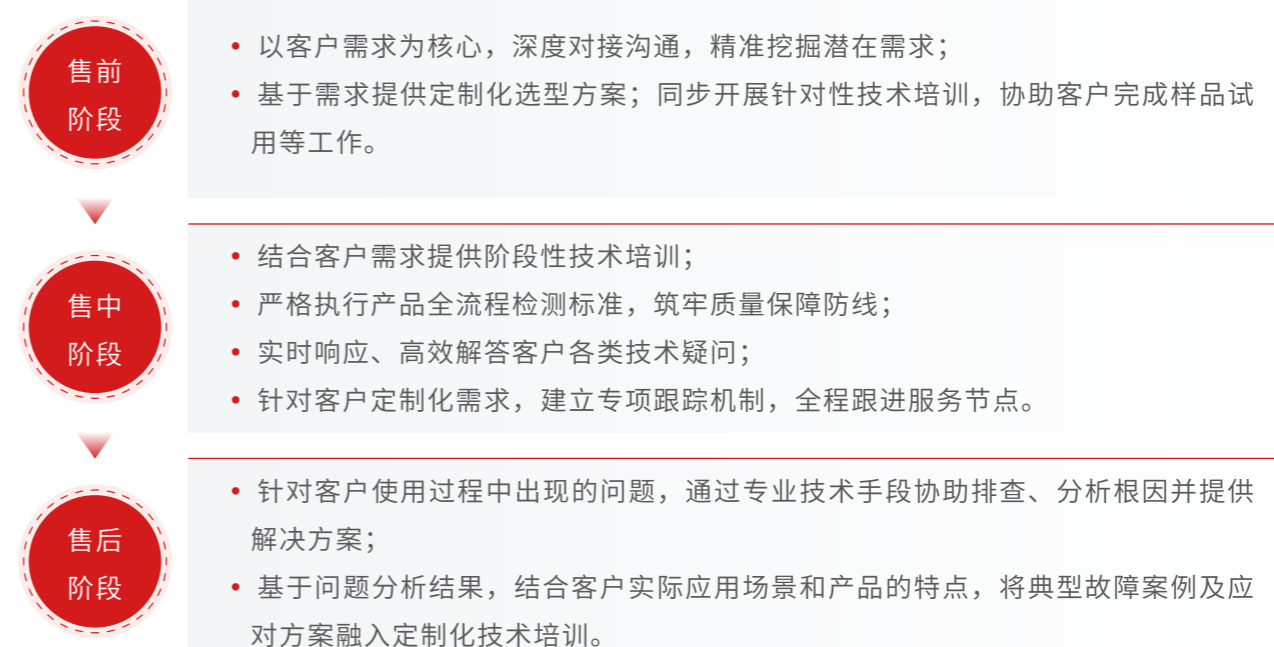 售前
阶段
• 以客户需求为核心，深度对接沟通，精准挖掘潜在需求；
• 基于需求提供定制化选型方案；同步开展针对性技术培训，协助客户完成样品试
用等工作。
售中
阶段
• 结合客户需求提供阶段性技术培训；
• 严格执行产品全流程检测标准，筑牢质量保障防线；
• 实时响应、高效解答客户各类技术疑问；
• 针对客户定制化需求，建立专项跟踪机制，全程跟进服务节点。
售后
阶段
• 针对客户使用过程中出现的问题，通过专业技术手段协助排查、分析根因并提供
解决方案；
• 基于问题分析结果，结合客户实际应用场景和产品的特点，将典型故障案例及应
对方案融入定制化技术培训。